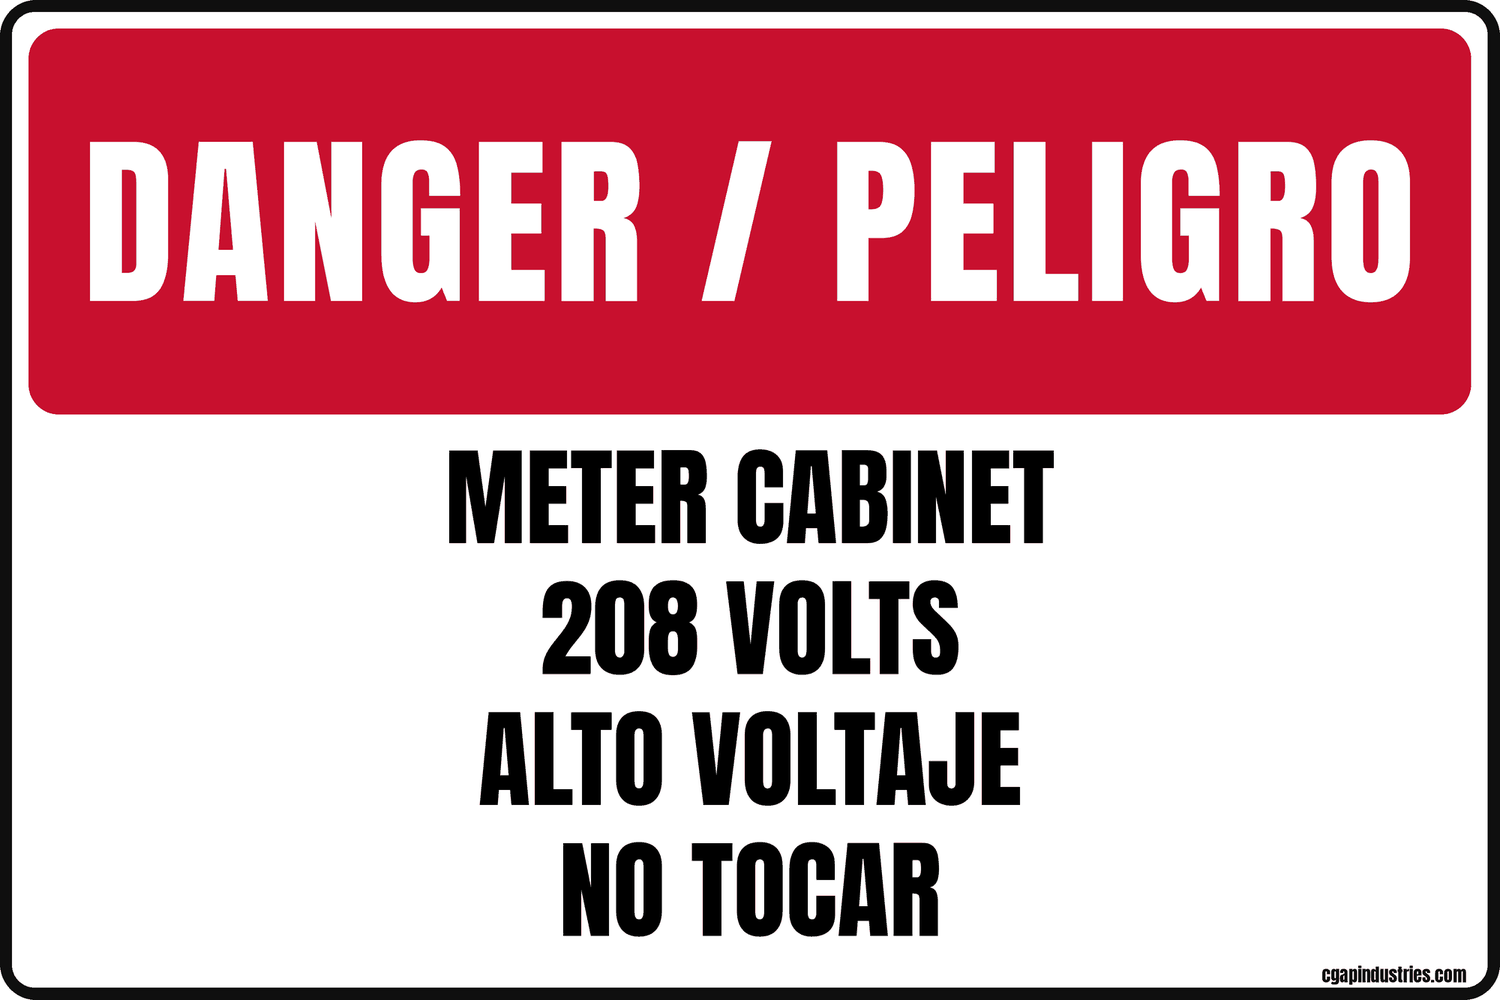 DANGER / PELIGRO
METER CABINET
208 VOLTS
ALTO VOLTAJE
NO TOCAR
cgapindustries.com